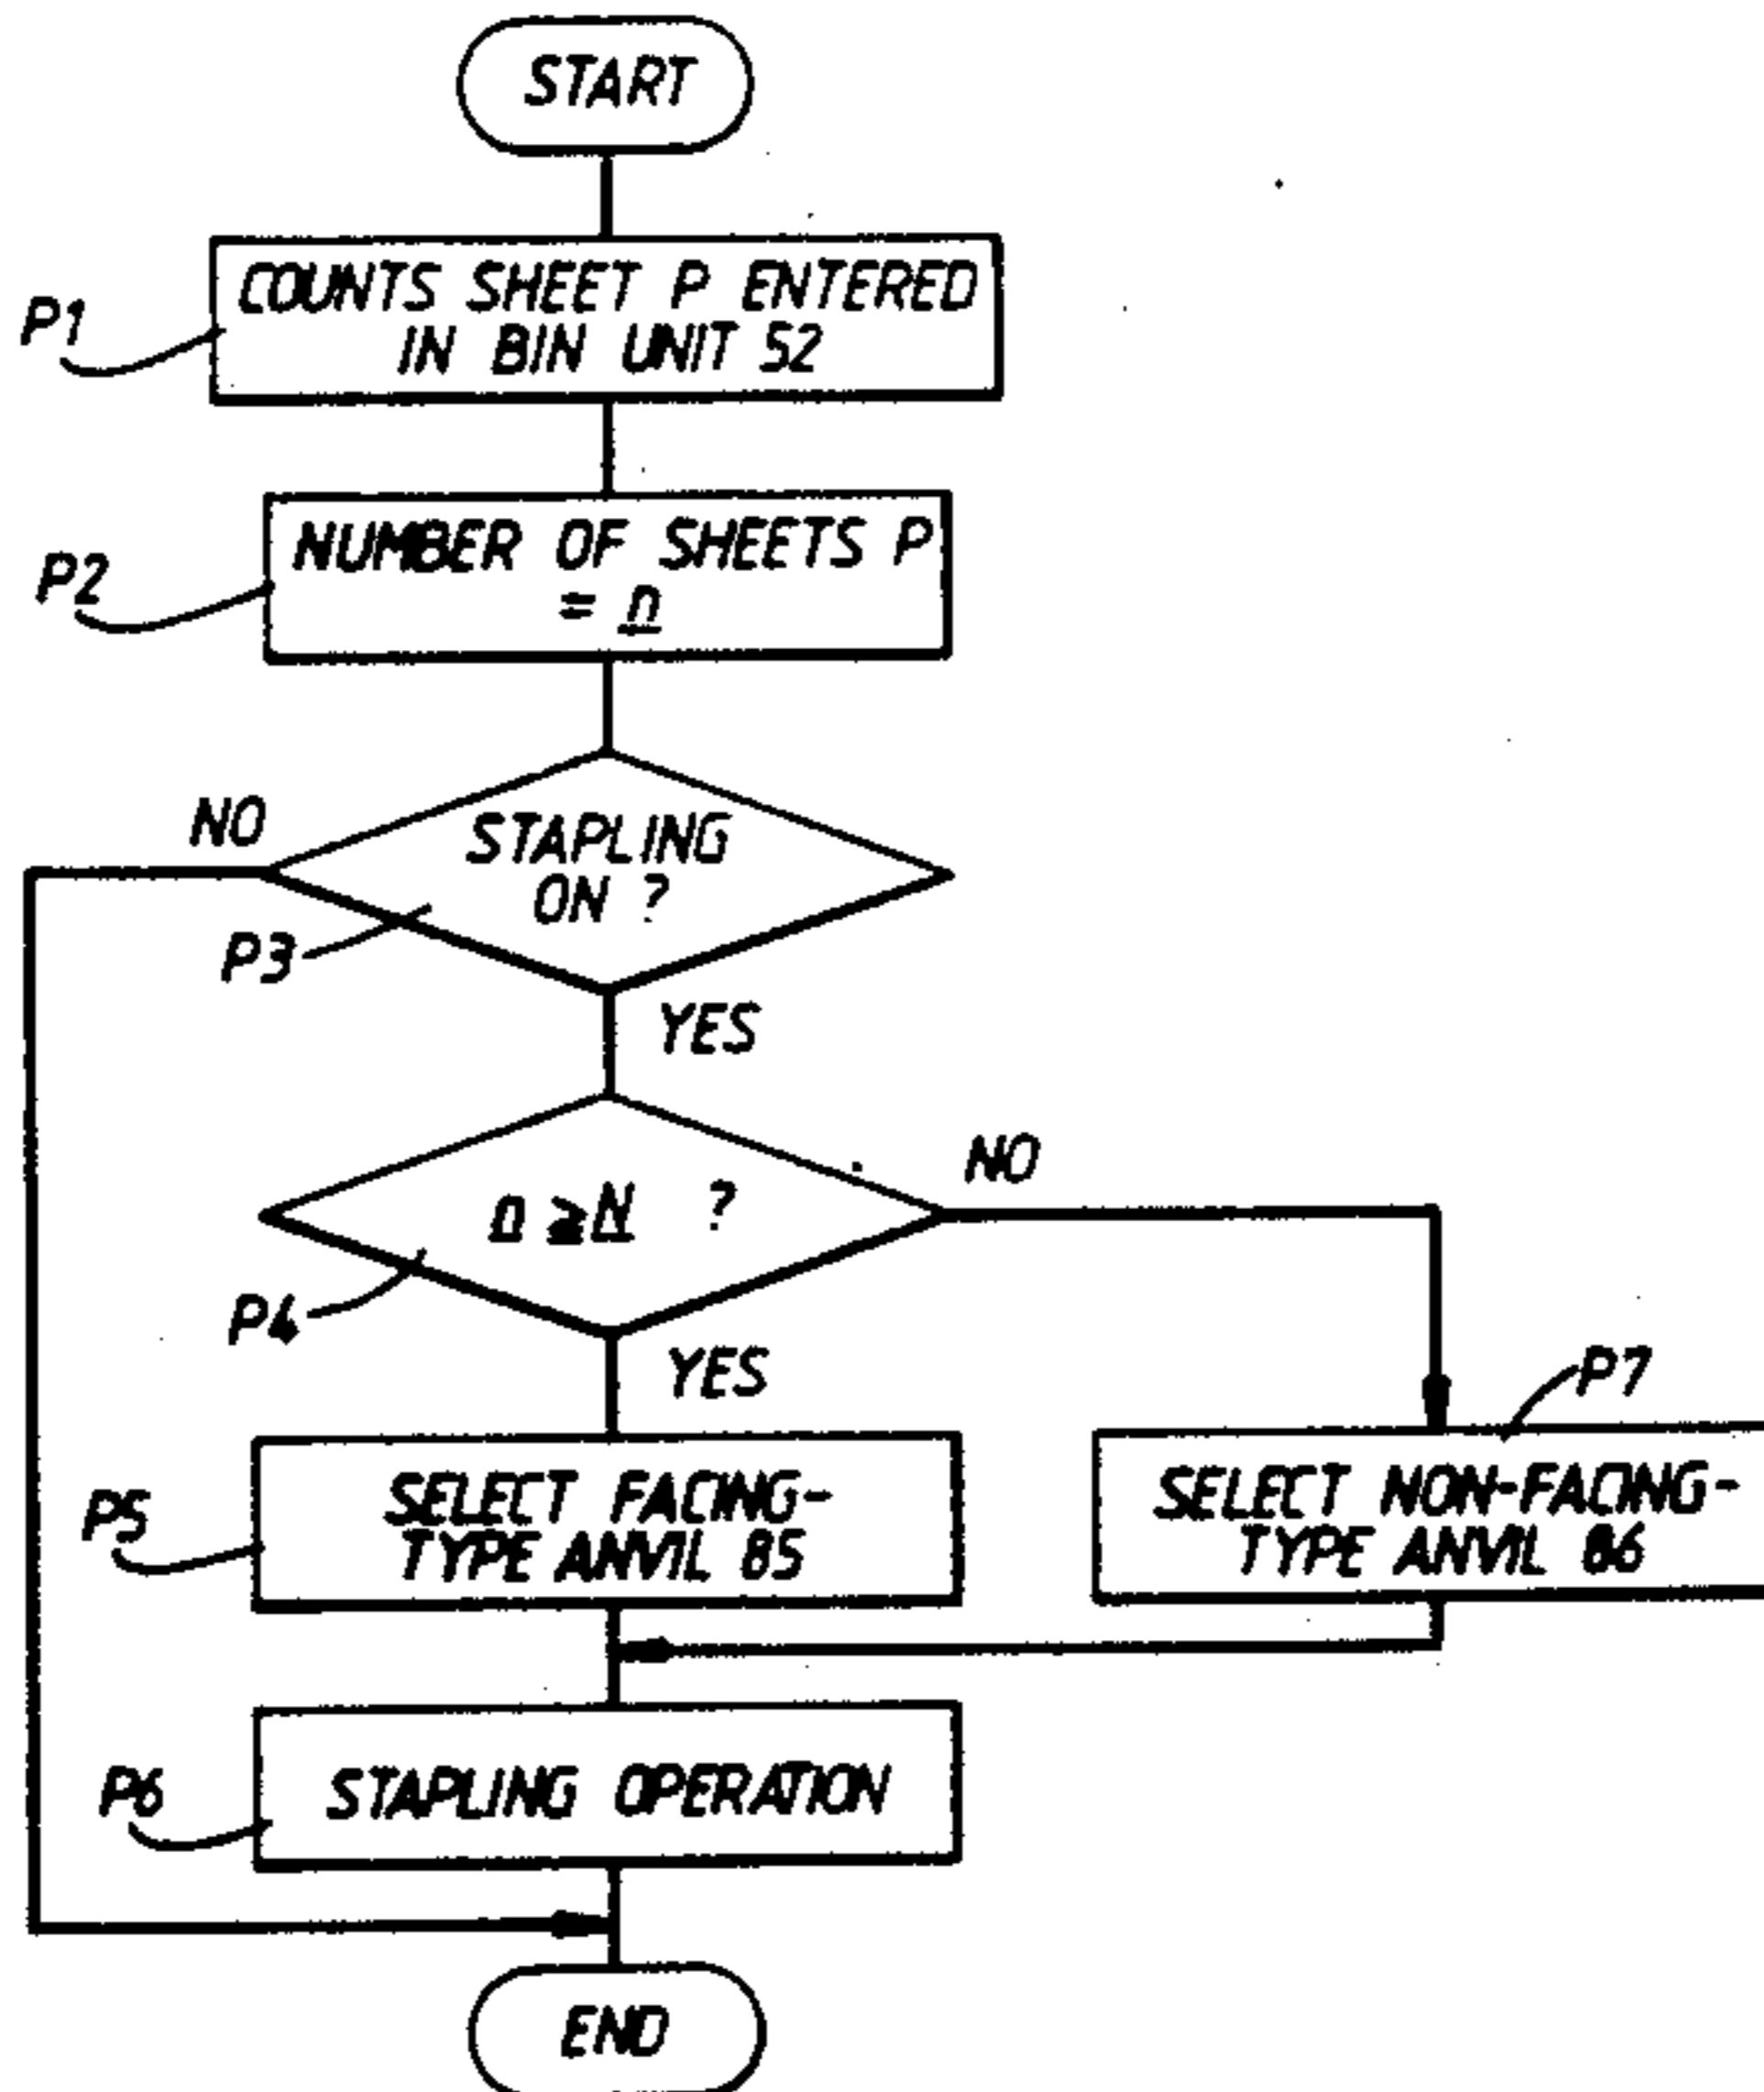 START
COUNTS SHEET P ENTERED
IN BIN UNIT 52
P1
NUMBER OF SHEETS P
= n
P2
NO
STAPLING
ON ?
P3
YES
n ≧ N ?
NO
P4
YES
P7
SELECT FACING-
TYPE ANVIL 85
P5
SELECT NON-FACING-
TYPE ANVIL 86
STAPLING OPERATION
P6
END